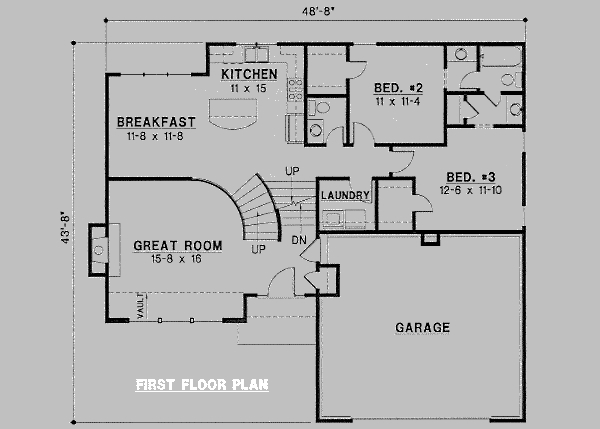 48'-8"
KITCHEN
11 x 15
BED. #2
11 x 11-4
BREAKFAST
11-8 x 11-8
UP
BED. #3
12-6 x 11-10
LAUNDRY
43'-8"
GREAT ROOM
15-8 x 16
UP
DN
VAULT
GARAGE
FIRST FLOOR PLAN